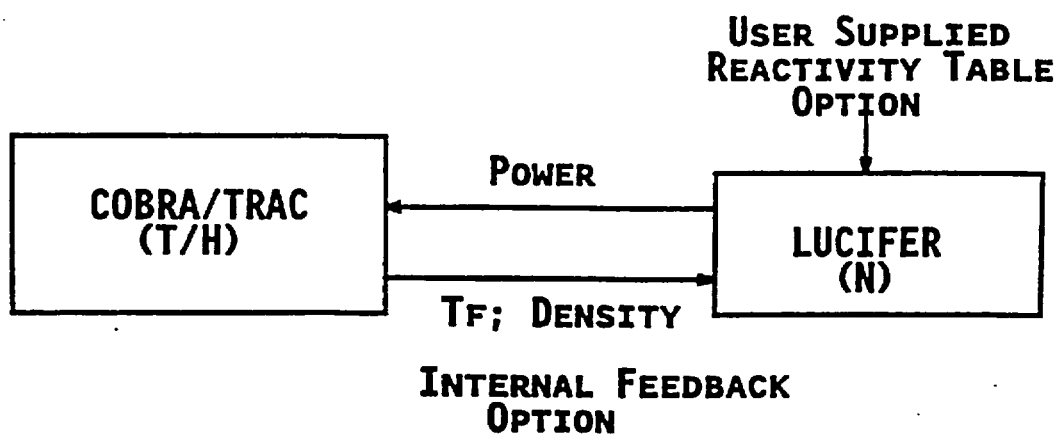 USER SUPPLIED
REACTIVITY TABLE
OPTION
POWER
COBRA/TRAC
(T/H)
LUCIFER
(N)
TF; DENSITY
INTERNAL FEEDBACK
OPTION